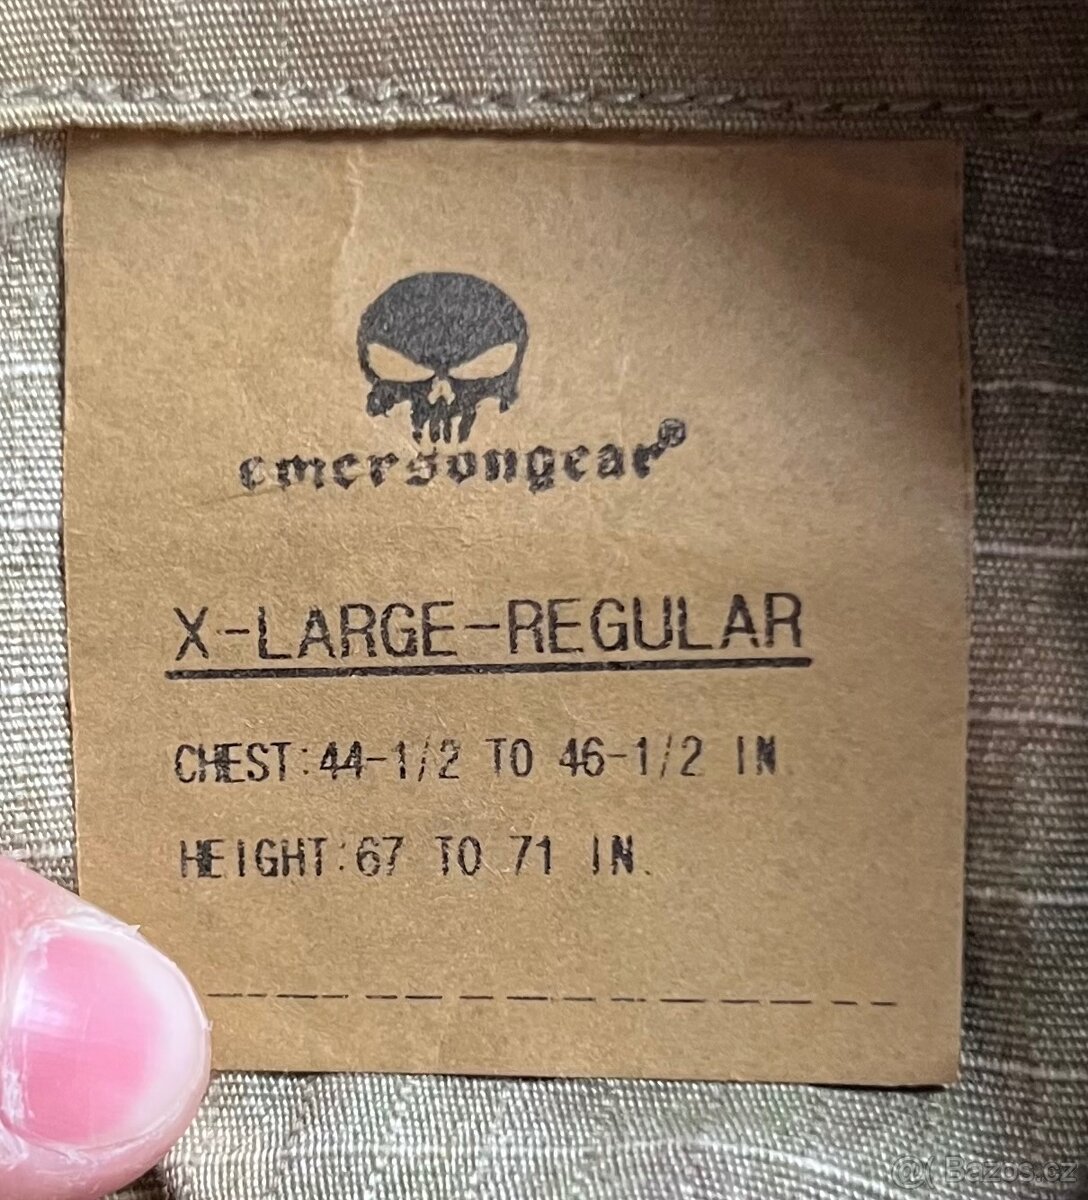 emersongear®
X-LARGE-REGULAR
CHEST:44-1/2 TO 46-1/2 IN.
HEIGHT:67 TO 71 IN.
@( Bazos.cz